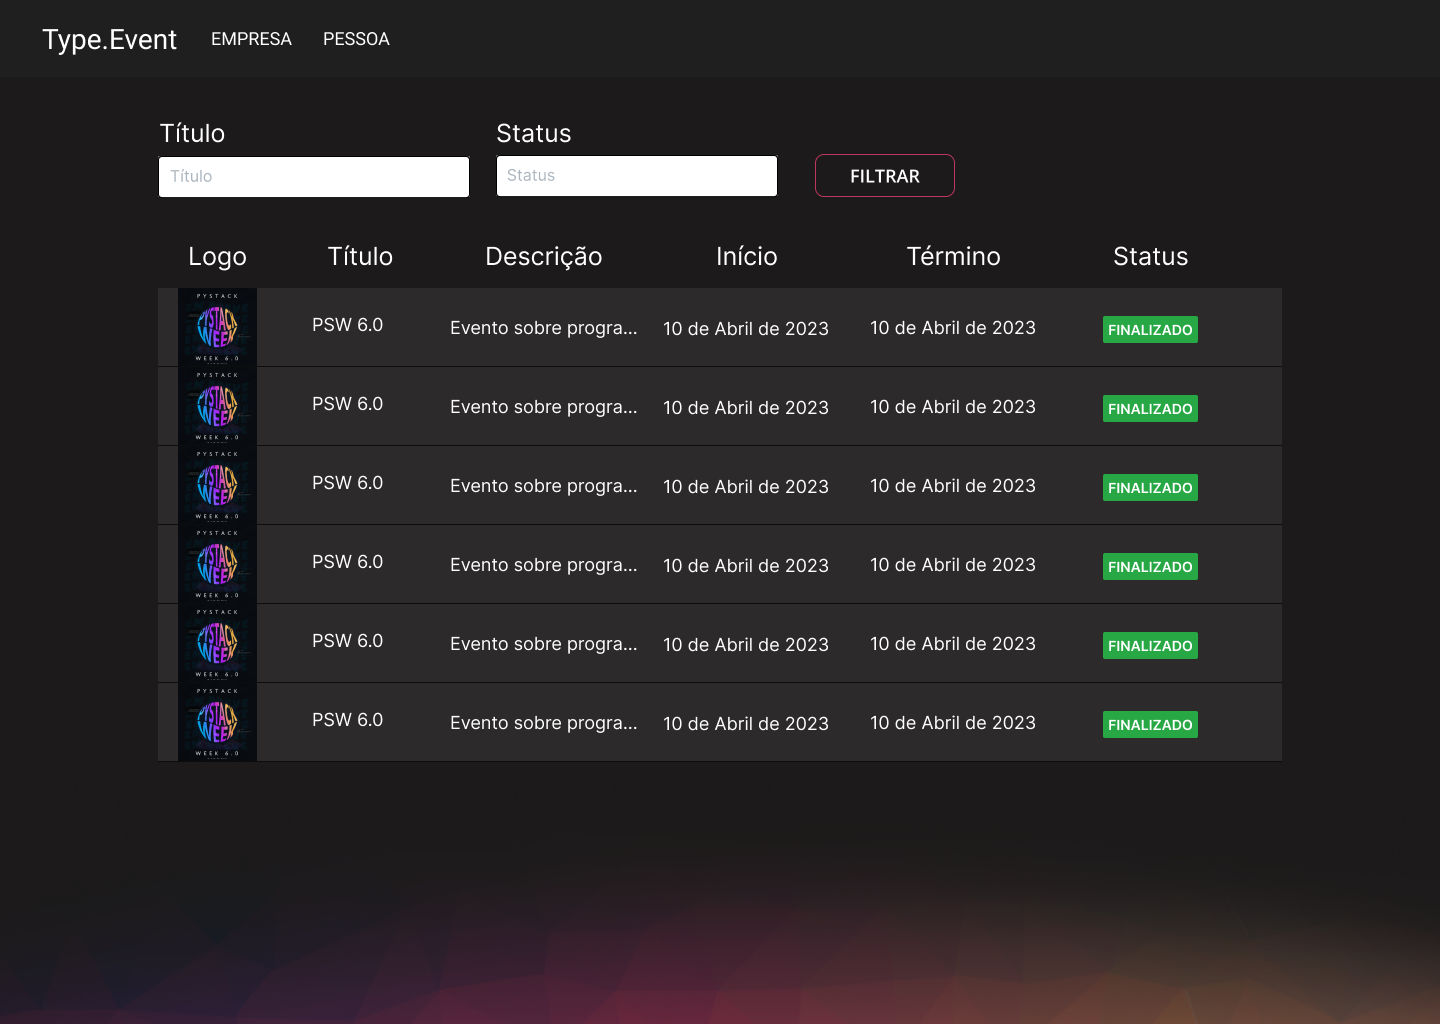 Type.Event EMPRESA PESSOA
Título Status
Título Status FILTRAR
Logo Título Descrição Início Término Status
PYSTACK
PYSTACK WEEK
WEEK 6.0
PSW 6.0 Evento sobre progra... 10 de Abril de 2023 10 de Abril de 2023 FINALIZADO
PYSTACK
PYSTACK WEEK
WEEK 6.0
PSW 6.0 Evento sobre progra... 10 de Abril de 2023 10 de Abril de 2023 FINALIZADO
PYSTACK
PYSTACK WEEK
WEEK 6.0
PSW 6.0 Evento sobre progra... 10 de Abril de 2023 10 de Abril de 2023 FINALIZADO
PYSTACK
PYSTACK WEEK
WEEK 6.0
PSW 6.0 Evento sobre progra... 10 de Abril de 2023 10 de Abril de 2023 FINALIZADO
PYSTACK
PYSTACK WEEK
WEEK 6.0
PSW 6.0 Evento sobre progra... 10 de Abril de 2023 10 de Abril de 2023 FINALIZADO
PYSTACK
PYSTACK WEEK
WEEK 6.0
PSW 6.0 Evento sobre progra... 10 de Abril de 2023 10 de Abril de 2023 FINALIZADO